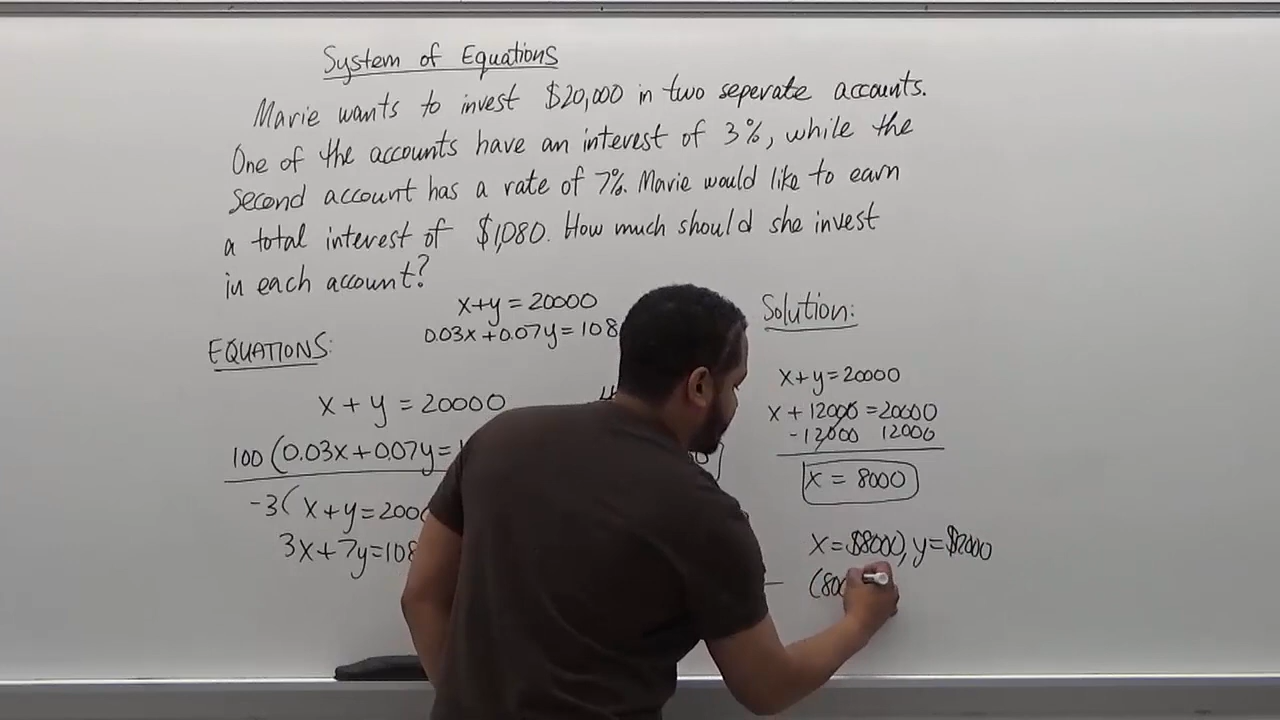 System of Equations
Marie wants to invest $20,000 in two seperate accounts.
One of the accounts have an interest of 3%, while the
second account has a rate of 7%. Marie would like to earn
a total interest of $1,080. How much should she invest
in each account?
x+y = 20000
0.03x+0.07y = 108
EQUATIONS:
x + y = 20000
100 (0.03x + 0.07y =
-3( x+y = 200
3x+7y=108
Solution:
x+y = 20000
x + 12000 = 20000
-12000 12000
x = 8000
x = $8000, y = $12000
(80